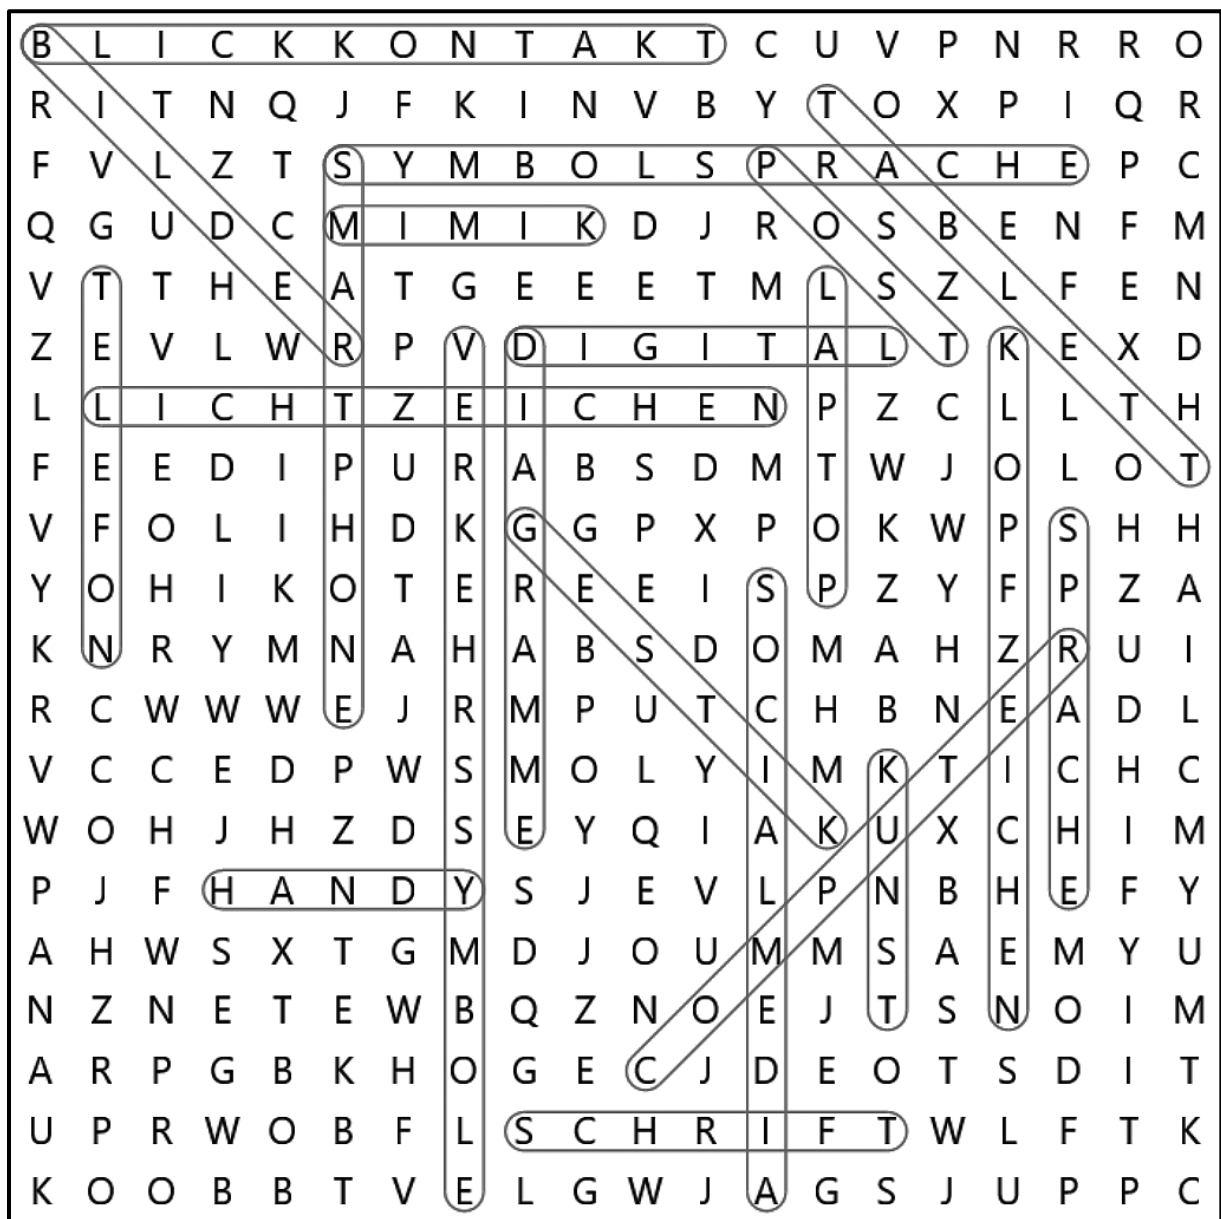 B L I C K K O N T A K T C U V P N R R O
R I T N Q J F K I N V B Y T O X P I Q R
F V L Z T S Y M B O L S P R A C H E P C
Q G U D C M I M I K D J R O S B E N F M
V T T H E A T G E E E T M L S Z L F E N
Z E V L W R P V D I G I T A L T K E X D
L L I C H T Z E I C H E N P Z C L L T H
F E E D I P U R A B S D M T W J O L O T
V F O L I H D K G G P X P O K W P S H H
Y O H I K O T E R E E I S P Z Y F P Z A
K N R Y M N A H A B S D O M A H Z R U I
R C W W W E J R M P U T C H B N E A D L
V C C E D P W S M O L Y I M K T I C H C
W O H J H Z D S E Y Q I A K U X C H I M
P J F H A N D Y S J E V L P N B H E F Y
A H W S X T G M D J O U M M S A E M Y U
N Z N E T E W B Q Z N O E J T S N O I M
A R P G B K H O G E C J D E O T S D I T
U P R W O B F L S C H R I F T W L F T K
K O O B B T V E L G W J A G S J U P P C